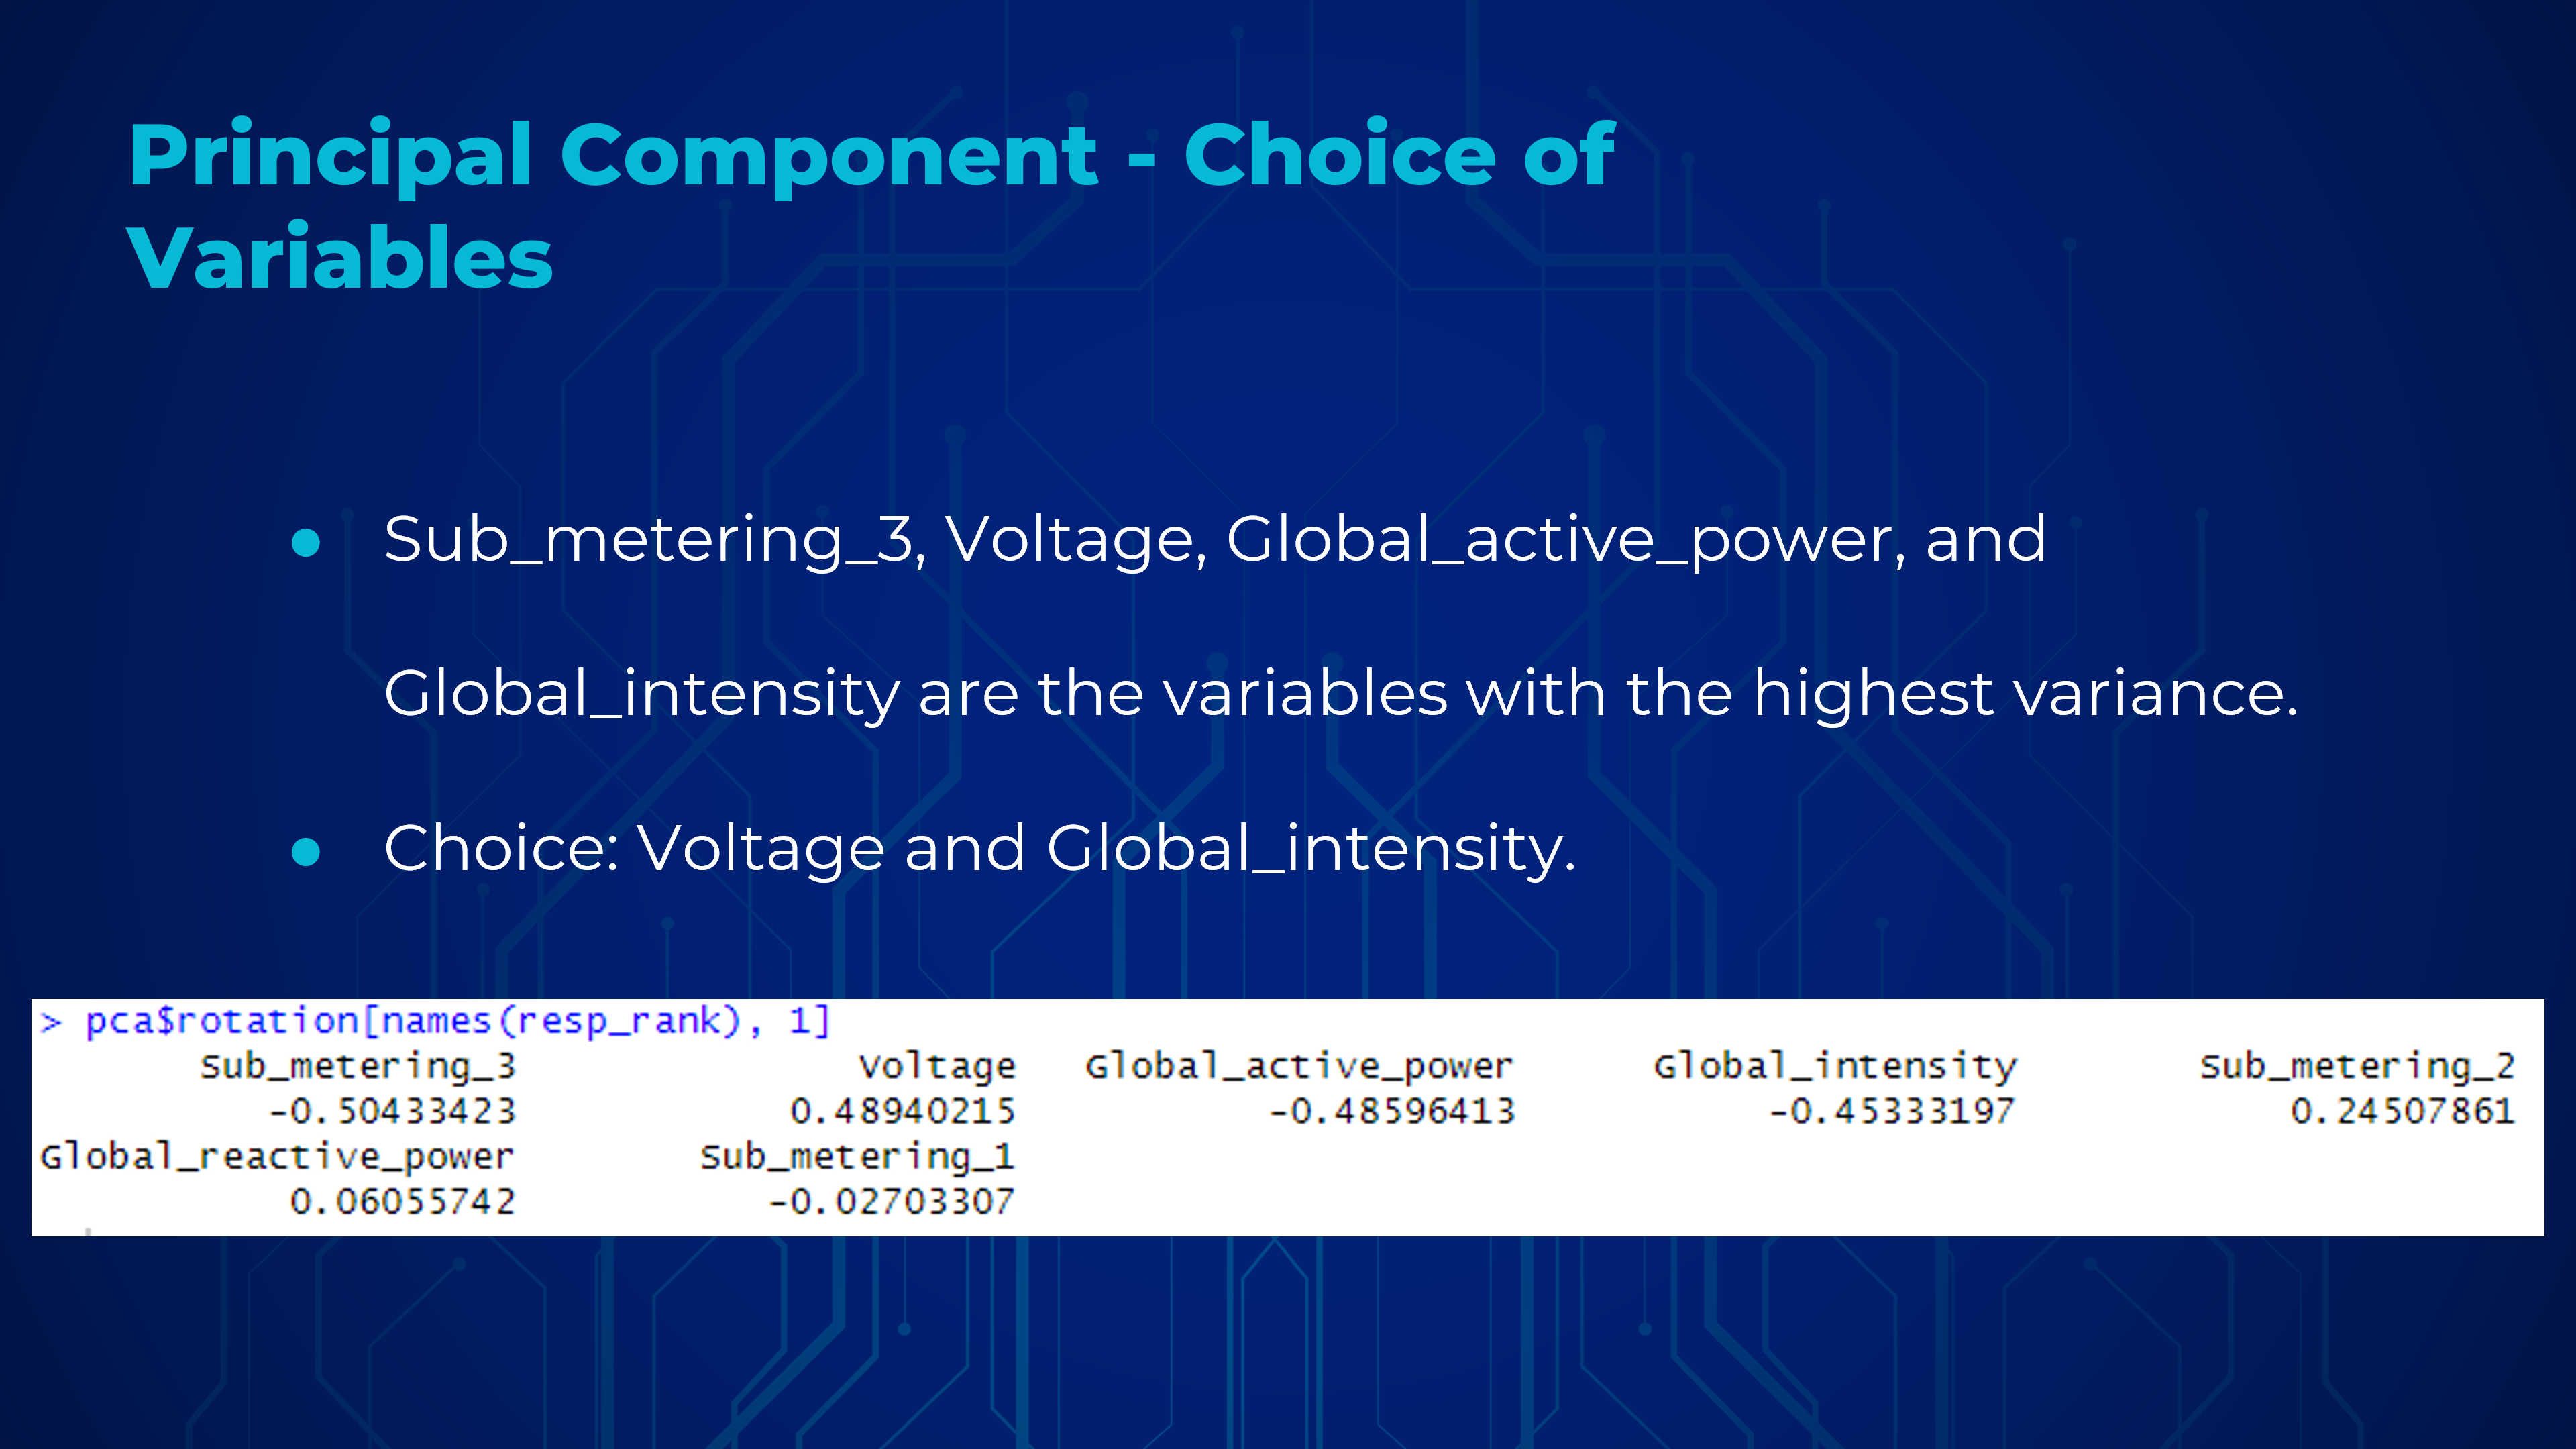 Principal Component - Choice of
Variables
● Sub_metering_3, Voltage, Global_active_power, and
Global_intensity are the variables with the highest variance.
● Choice: Voltage and Global_intensity.
> pca$rotation[names(resp_rank), 1]
Sub_metering_3 Voltage Global_active_power Global_intensity Sub_metering_2
-0.50433423 0.48940215 -0.48596413 -0.45333197 0.24507861
Global_reactive_power Sub_metering_1
0.06055742 -0.02703307